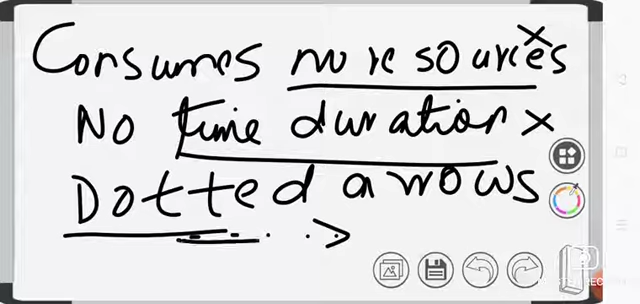 Consumes no resources x
No time duration x
Dotted arrows